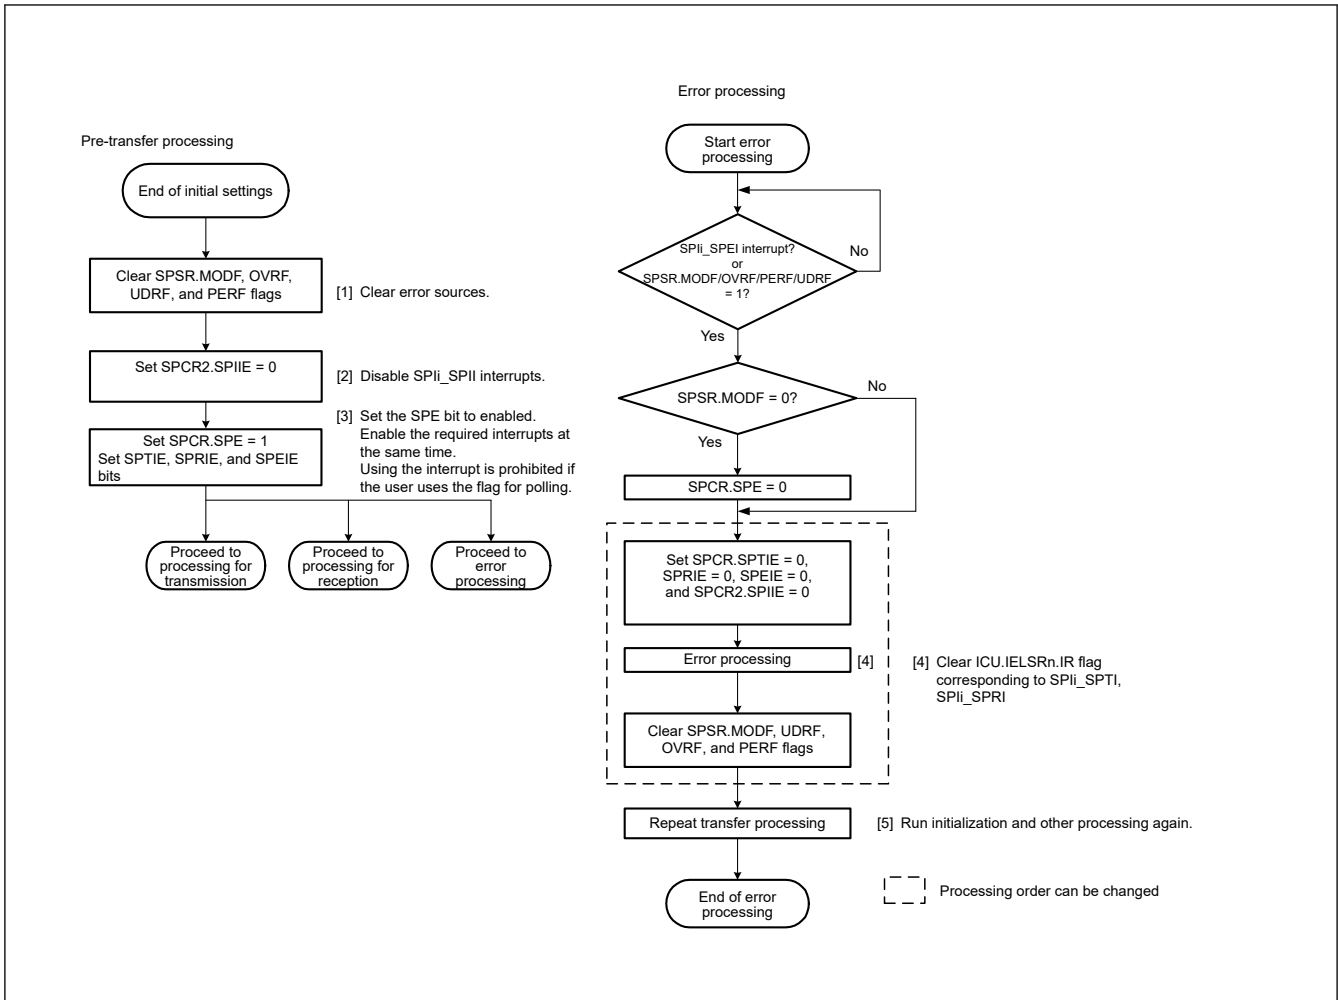 Pre-transfer processing
End of initial settings
Clear SPSR.MODF, OVRF,
UDRF, and PERF flags
[1] Clear error sources.
Set SPCR2.SPIIE = 0
[2] Disable SPIi_SPII interrupts.
Set SPCR.SPE = 1
Set SPTIE, SPRIE, and SPEIE
bits
[3] Set the SPE bit to enabled.
Enable the required interrupts at
the same time.
Using the interrupt is prohibited if
the user uses the flag for polling.
Proceed to
processing for
transmission
Proceed to
processing for
reception
Proceed to
error
processing
Error processing
Start error
processing
SPIi_SPEI interrupt?
or
SPSR.MODF/OVRF/PERF/UDRF
= 1?
No
Yes
SPSR.MODF = 0?
No
Yes
SPCR.SPE = 0
Set SPCR.SPTIE = 0,
SPRIE = 0, SPEIE = 0,
and SPCR2.SPIIE = 0
Error processing
[4]
[4] Clear ICU.IELSRn.IR flag
corresponding to SPIi_SPTI,
SPIi_SPRI
Clear SPSR.MODF, UDRF,
OVRF, and PERF flags
Repeat transfer processing
[5] Run initialization and other processing again.
End of error
processing
Processing order can be changed